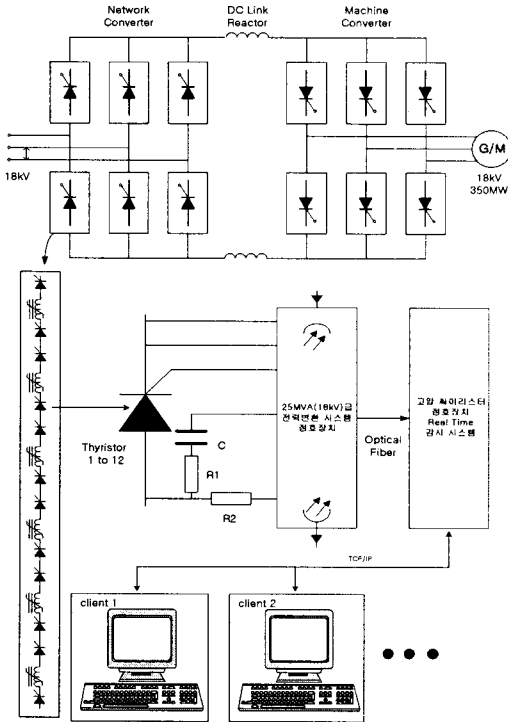 Network
Converter
DC Link
Reactor
Machine
Converter
18kV
G/M
18kV
350MW
Thyristor
1 to 12
C
R1
R2
25MVA(18kV)급
전력변환 시스템
점호장치
Optical
Fiber
고압 싸이리스터
점호장치
Real Time
감시 시스템
TCP/IP
client 1
client 2